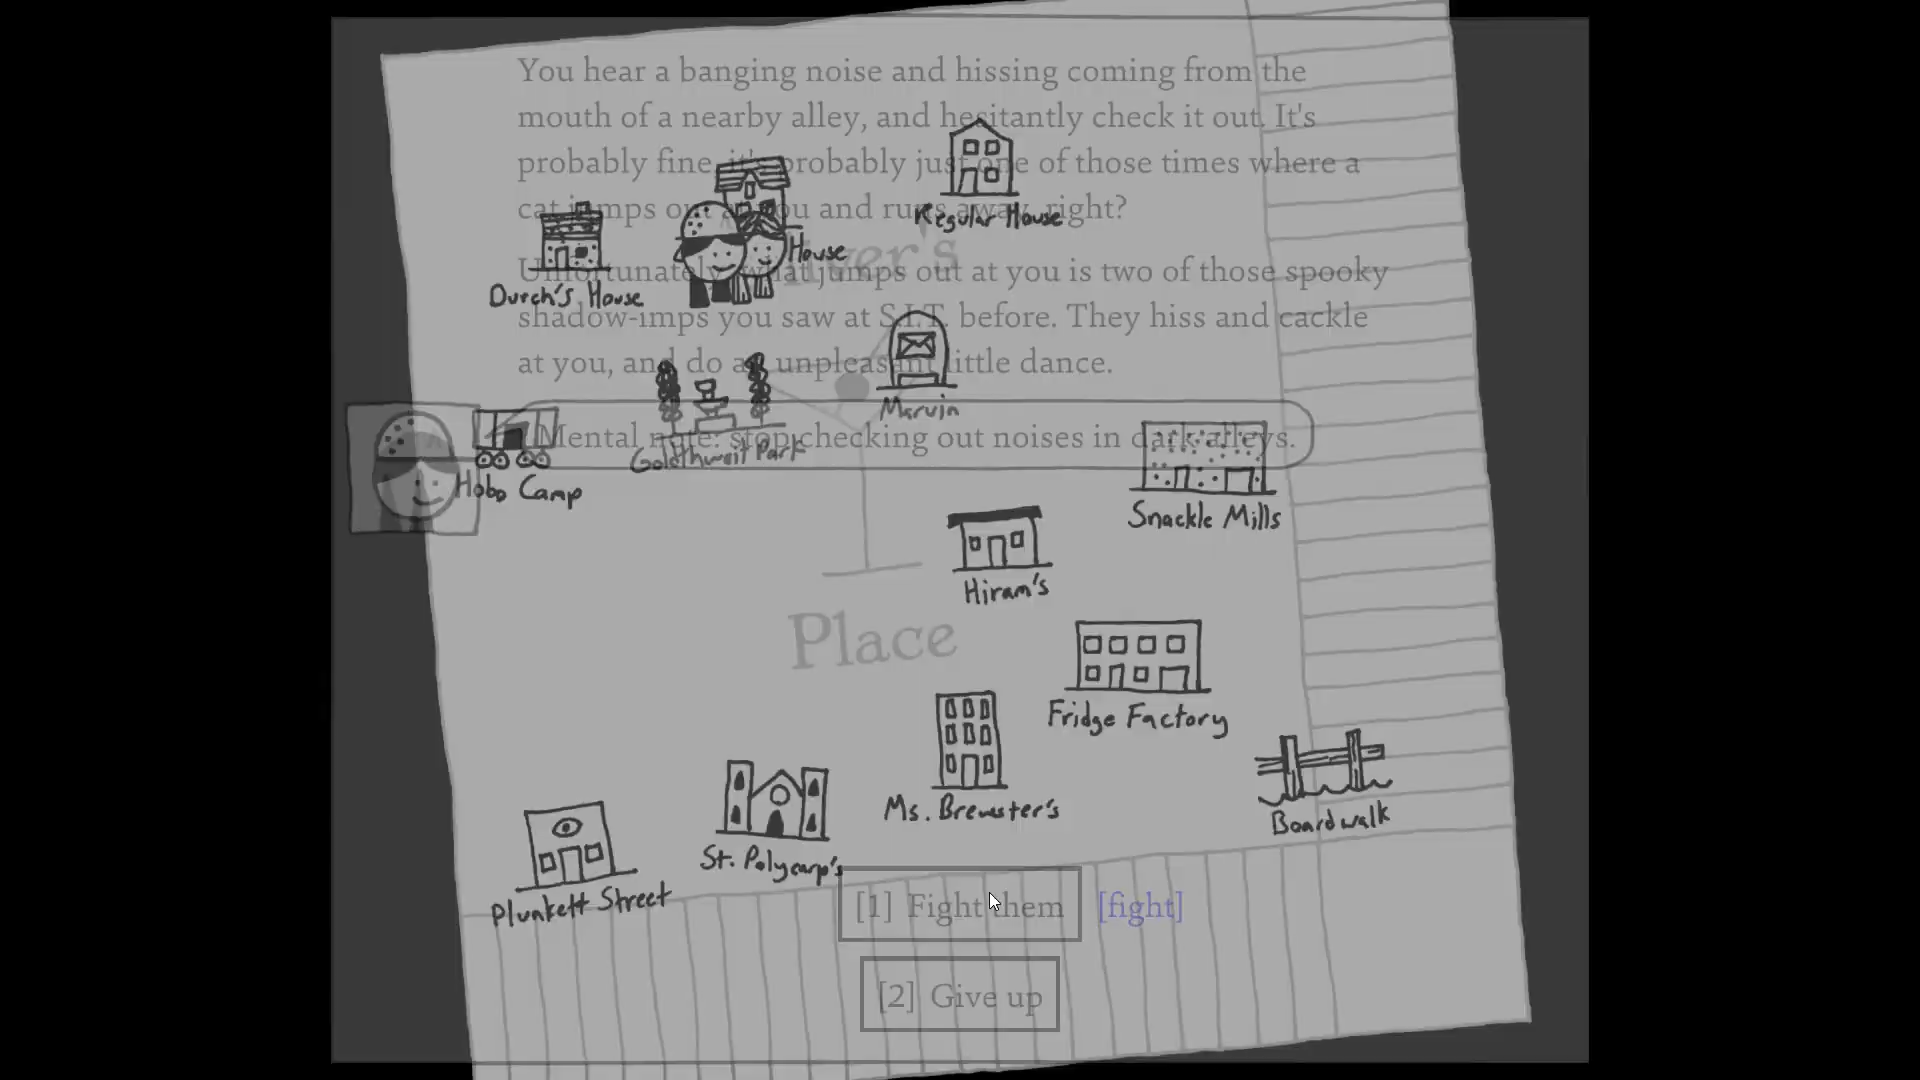 You hear a banging noise and hissing coming from the
mouth of a nearby alley, and hesitantly check it out. It's
probably fine, it's probably just one of those times where a
cat jumps out at you and runs away, right?
Unfortunately, what jumps out at you is two of those spooky
shadow-imps you saw at S.I.T. before. They hiss and cackle
at you, and do an unpleasant little dance.
Mental note: stop checking out noises in dark alleys.
[1] Fight them [fight]
[2] Give up
Regular House
House
Durch's House
Marvin
Goldthwait Park
Hobo Camp
Snackle Mills
Hiram's
Place
Fridge Factory
Ms. Brewster's
Boardwalk
St. Polycarp's
Plunkett Street